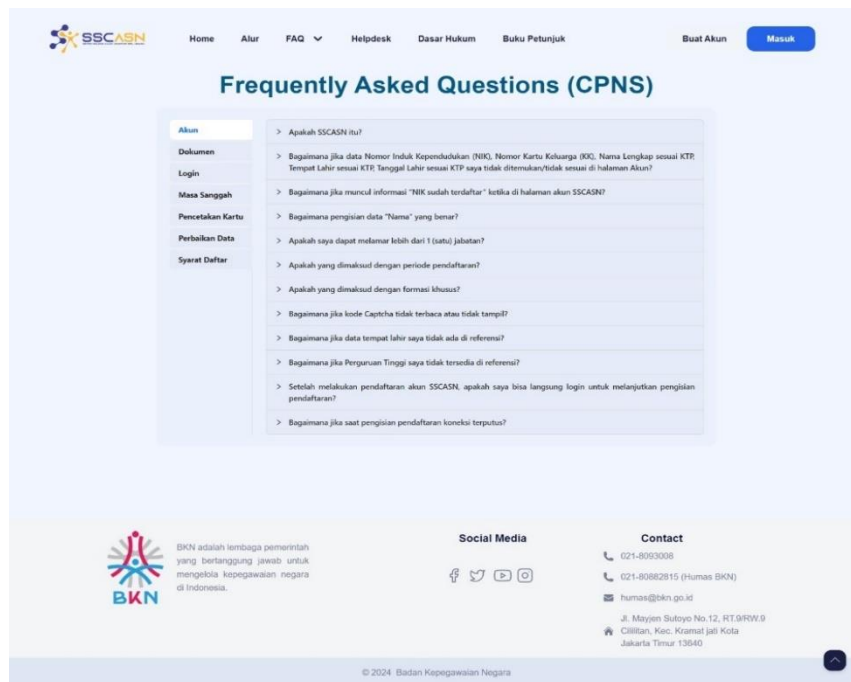 SSCASN
Home Alur FAQ Helpdesk Dasar Hukum Buku Petunjuk Buat Akun Masuk
Frequently Asked Questions (CPNS)
Akun
Dokumen
Login
Masa Sanggah
Pencetakan Kartu
Perbaikan Data
Syarat Daftar
> Apakah SSCASN itu?
> Bagaimana jika data Nomor Induk Kependudukan (NIK), Nomor Kartu Keluarga (KK), Nama Lengkap sesuai KTP,
Tempat Lahir sesuai KTP, Tanggal Lahir sesuai KTP saya tidak ditemukan/tidak sesuai di halaman Akun?
> Bagaimana jika muncul informasi "NIK sudah terdaftar" ketika di halaman akun SSCASN?
> Bagaimana pengisian data "Nama" yang benar?
> Apakah saya dapat melamar lebih dari 1 (satu) jabatan?
> Apakah yang dimaksud dengan periode pendaftaran?
> Apakah yang dimaksud dengan formasi khusus?
> Bagaimana jika kode Captcha tidak terbaca atau tidak tampil?
> Bagaimana jika data tempat lahir saya tidak ada di referensi?
> Bagaimana jika Perguruan Tinggi saya tidak tersedia di referensi?
> Setelah melakukan pendaftaran akun SSCASN, apakah saya bisa langsung login untuk melanjutkan pengisian
pendaftaran?
> Bagaimana jika saat pengisian pendaftaran koneksi terputus?
BKN
BKN adalah lembaga pemerintah
yang bertanggung jawab untuk
mengelola kepegawaian negara
di Indonesia.
Social Media
Contact
021-8093008
021-80882815 (Humas BKN)
humas@bkn.go.id
Jl. Mayjen Sutoyo No.12, RT.9/RW.9
Cililitan, Kec. Kramat jati Kota
Jakarta Timur 13640
© 2024 Badan Kepegawaian Negara